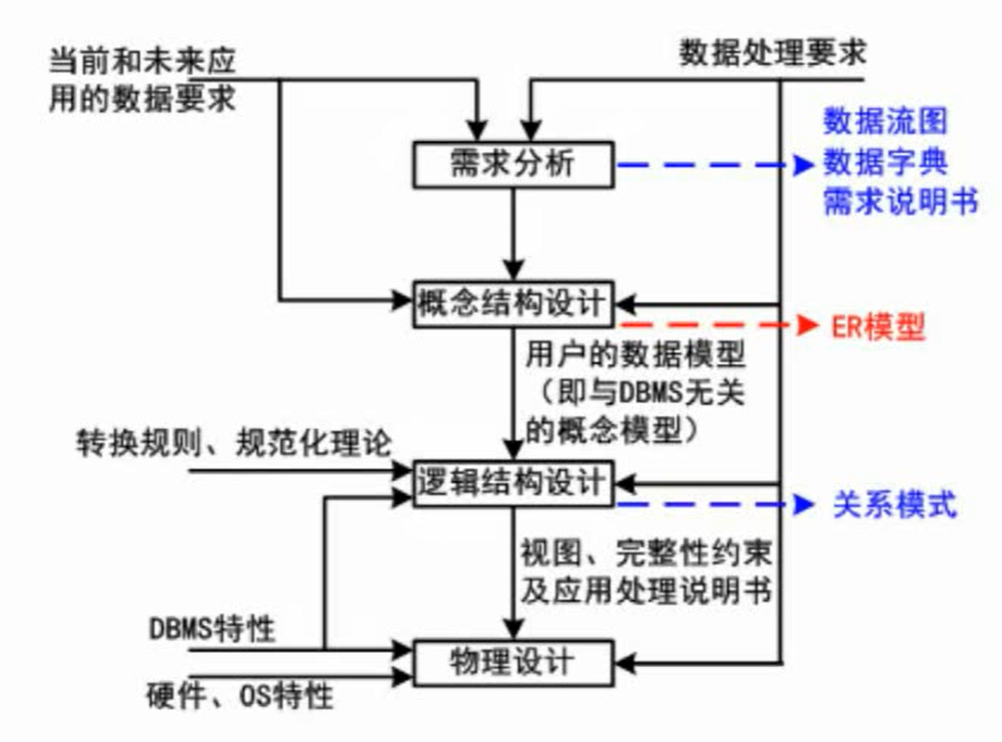 当前和未来应
用的数据要求
数据处理要求
数据流图
需求分析
数据字典
需求说明书
概念结构设计
ER模型
用户的数据模型
（即与DBMS无关
的概念模型）
转换规则、规范化理论
逻辑结构设计
关系模式
视图、完整性约束
及应用处理说明书
DBMS特性
物理设计
硬件、OS特性